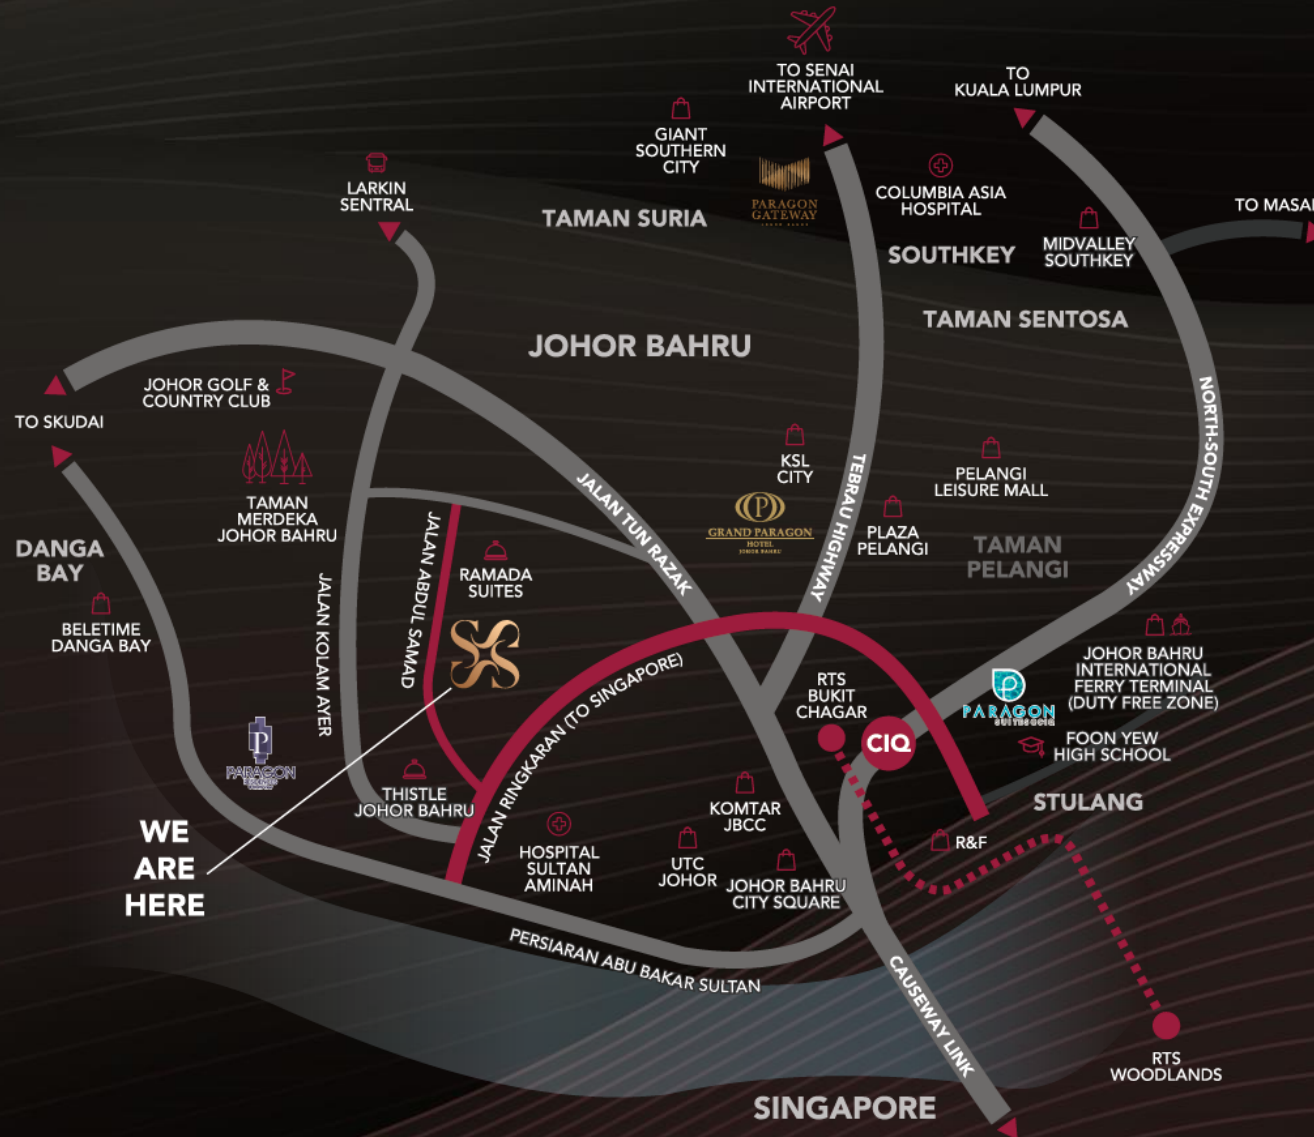 TO SENAI
INTERNATIONAL
AIRPORT
TO
KUALA LUMPUR
GIANT
SOUTHERN
CITY
LARKIN
SENTRAL
PARAGON
GATEWAY
COLUMBIA ASIA
HOSPITAL
TO MASAI
TAMAN SURIA
SOUTHKEY
MIDVALLEY
SOUTHKEY
TAMAN SENTOSA
JOHOR BAHRU
JOHOR GOLF &
COUNTRY CLUB
TO SKUDAI
NORTH-SOUTH EXPRESSWAY
KSL
CITY
TEBRAU HIGHWAY
PELANGI
LEISURE MALL
JALAN TUN RAZAK
TAMAN
MERDEKA
JOHOR BAHRU
P
GRAND PARAGON
HOTEL
JOHOR BAHRU
PLAZA
PELANGI
TAMAN
PELANGI
DANGA
BAY
JALAN ABDUL SAMAD
RAMADA
SUITES
BELETIME
DANGA BAY
JALAN KOLAM AYER
JALAN RINGKARAN (TO SINGAPORE)
RTS
BUKIT
CHAGAR
CIQ
P
PARAGON
SUITES@CIQ
JOHOR BAHRU
INTERNATIONAL
FERRY TERMINAL
(DUTY FREE ZONE)
FOON YEW
HIGH SCHOOL
P
PARAGON
THISTLE
JOHOR BAHRU
STULANG
KOMTAR
JBCC
R&F
WE
ARE
HERE
HOSPITAL
SULTAN
AMINAH
UTC
JOHOR
JOHOR BAHRU
CITY SQUARE
PERSIARAN ABU BAKAR SULTAN
CAUSEWAY LINK
RTS
WOODLANDS
SINGAPORE